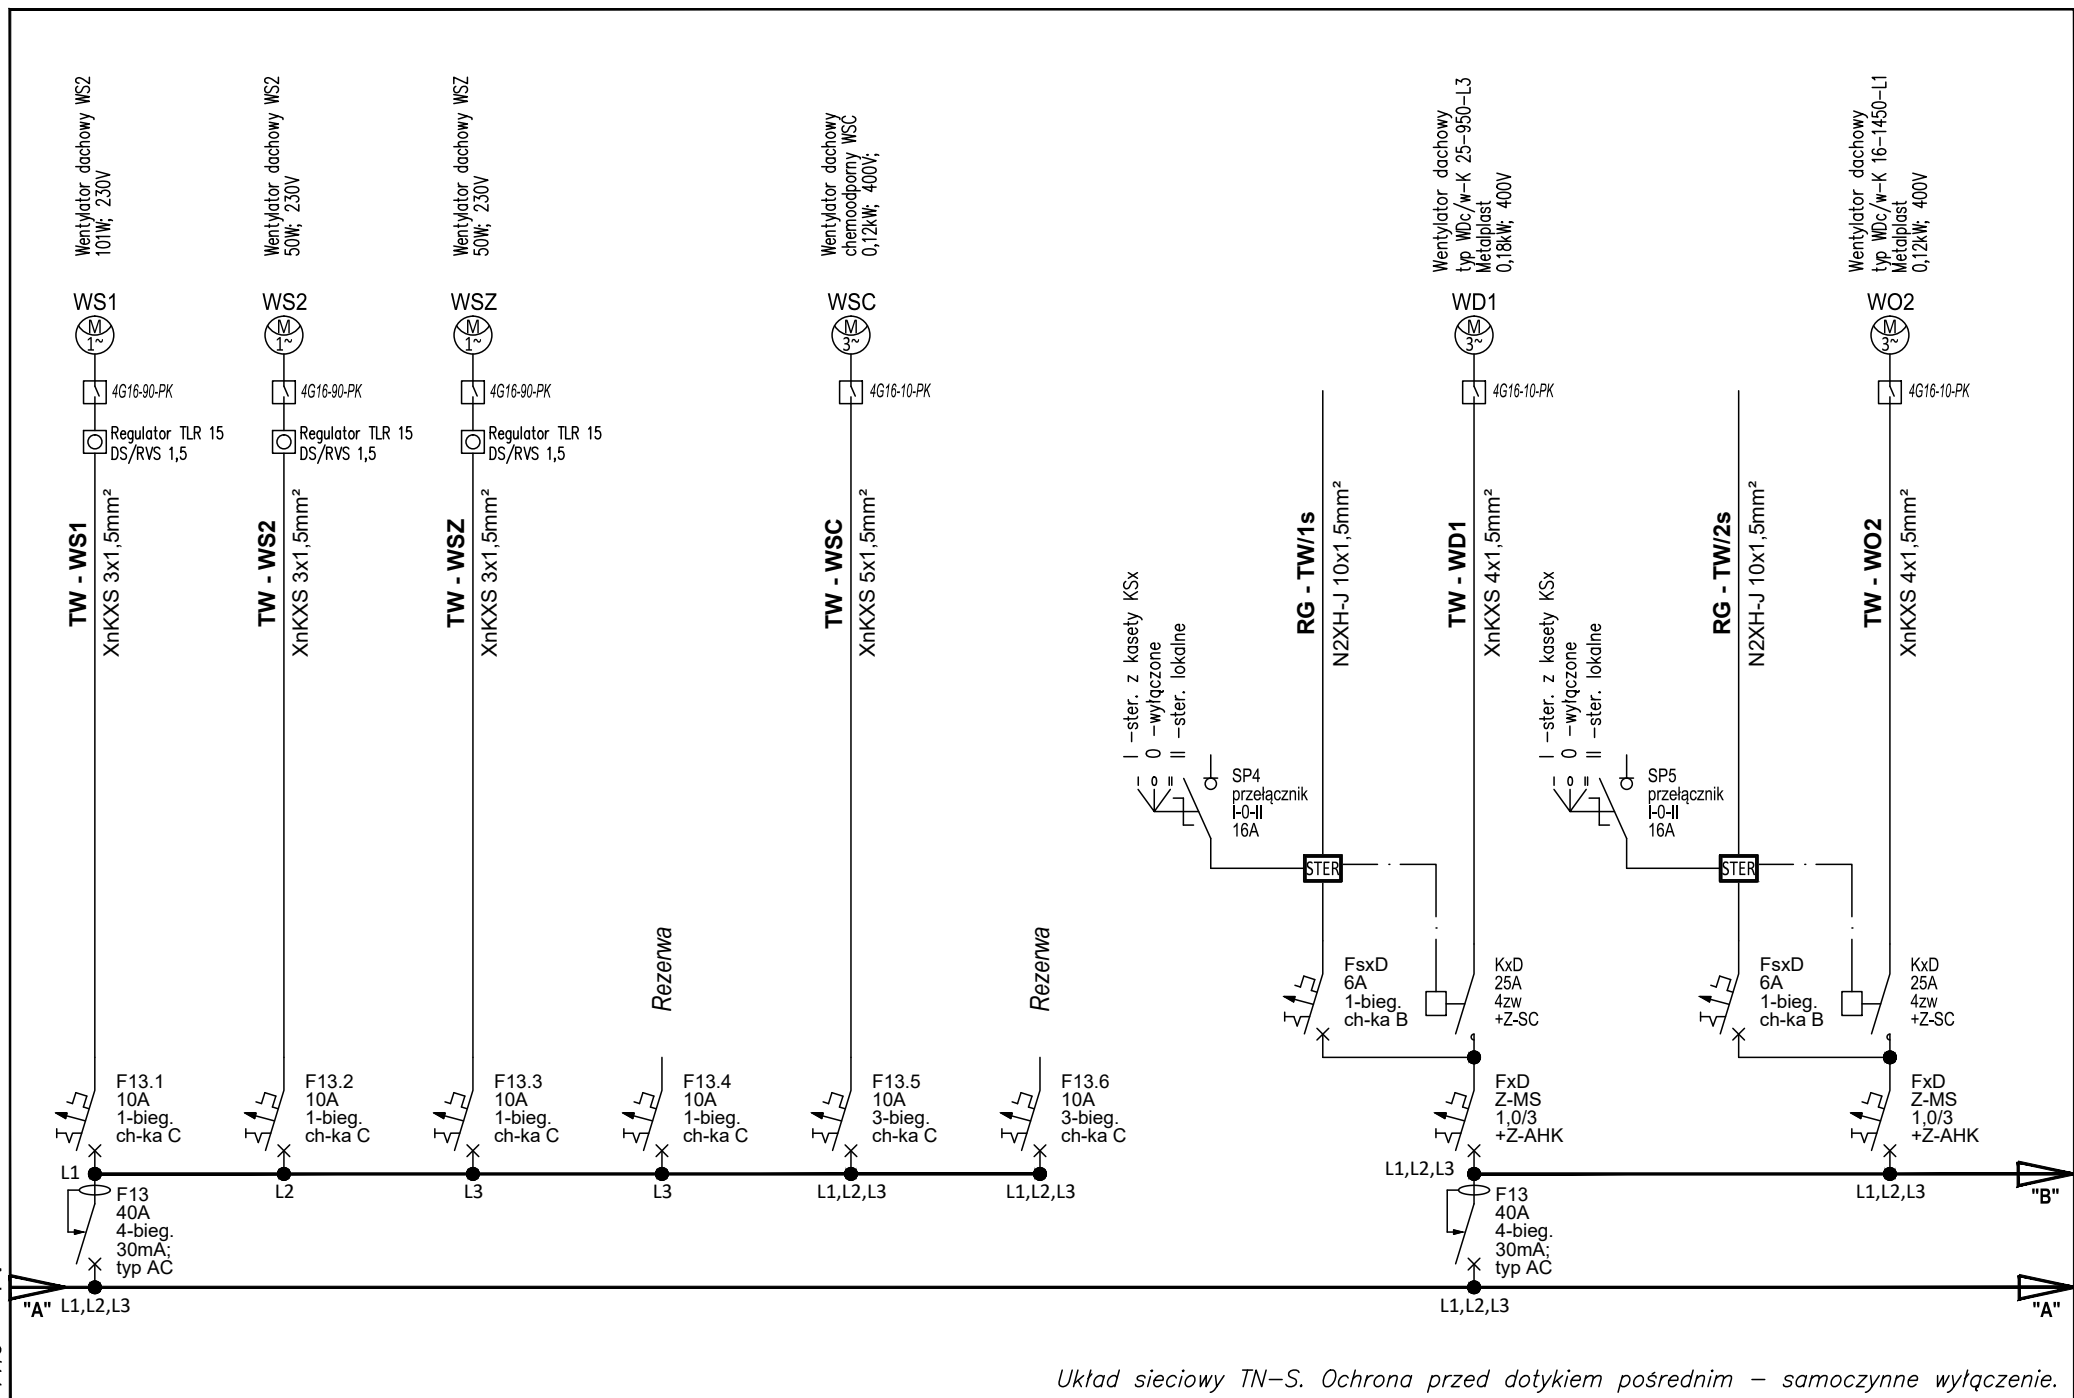 Wentylator dachowy WS2
101W; 230V
Wentylator dachowy WS2
50W; 230V
Wentylator dachowy WSZ
50W; 230V
Wentylator dachowy
chemoodporny WSC
0,12kW; 400V;
Wentylator dachowy
typ WDc/w-K 25-950-L3
Metalplast
0,18kW; 400V
Wentylator dachowy
typ WDc/w-K 16-1450-L1
Metalplast
0,12kW; 400V
WS1
M
1~
4G16-90-PK
Regulator TLR 15
DS/RVS 1,5
TW - WS1
XnKXS 3x1,5mm²
WS2
M
1~
4G16-90-PK
Regulator TLR 15
DS/RVS 1,5
TW - WS2
XnKXS 3x1,5mm²
WSZ
M
1~
4G16-90-PK
Regulator TLR 15
DS/RVS 1,5
TW - WSZ
XnKXS 3x1,5mm²
WSC
M
3~
4G16-10-PK
TW - WSC
XnKXS 5x1,5mm²
WD1
M
3~
4G16-10-PK
RG - TW/1s
N2XH-J 10x1,5mm²
TW - WD1
XnKXS 4x1,5mm²
WO2
M
3~
4G16-10-PK
RG - TW/2s
N2XH-J 10x1,5mm²
TW - WO2
XnKXS 4x1,5mm²
I -ster. z kasety KSx
0 -wyłączone
II -ster. lokalne
I 0 II
SP4
przełącznik
I-0-II
16A
STER
I -ster. z kasety KSx
0 -wyłączone
II -ster. lokalne
I 0 II
SP5
przełącznik
I-0-II
16A
STER
Rezerwa
Rezerwa
FsxD
6A
1-bieg.
ch-ka B
KxD
25A
4zw
+Z-SC
FsxD
6A
1-bieg.
ch-ka B
KxD
25A
4zw
+Z-SC
F13.1
10A
1-bieg.
ch-ka C
F13.2
10A
1-bieg.
ch-ka C
F13.3
10A
1-bieg.
ch-ka C
F13.4
10A
1-bieg.
ch-ka C
F13.5
10A
3-bieg.
ch-ka C
F13.6
10A
3-bieg.
ch-ka C
FxD
Z-MS
1,0/3
+Z-AHK
FxD
Z-MS
1,0/3
+Z-AHK
L1
L2
L3
L3
L1,L2,L3
L1,L2,L3
L1,L2,L3
L1,L2,L3
"B"
F13
40A
4-bieg.
30mA;
typ AC
F13
40A
4-bieg.
30mA;
typ AC
"A"
L1,L2,L3
L1,L2,L3
"A"
Układ sieciowy TN-S. Ochrona przed dotykiem pośrednim - samoczynne wyłączenie.